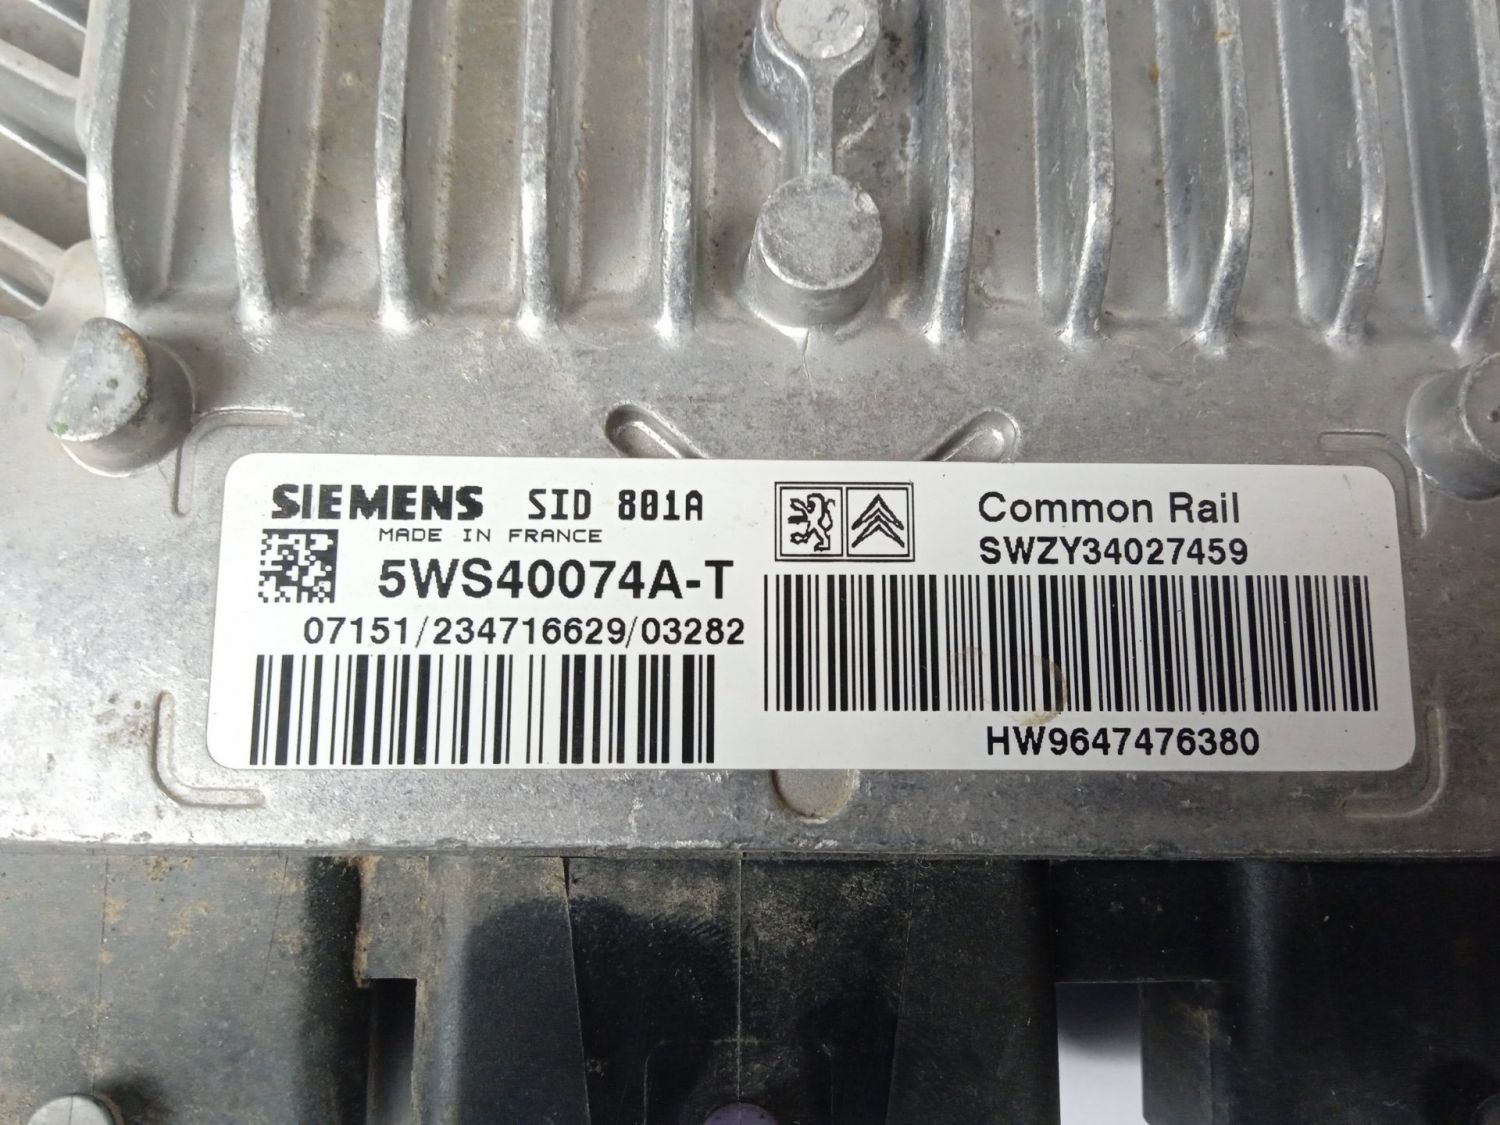 SIEMENS SID 801A
MADE IN FRANCE
5WS40074A-T
07151/234716629/03282
Common Rail
SWZY34027459
HW9647476380